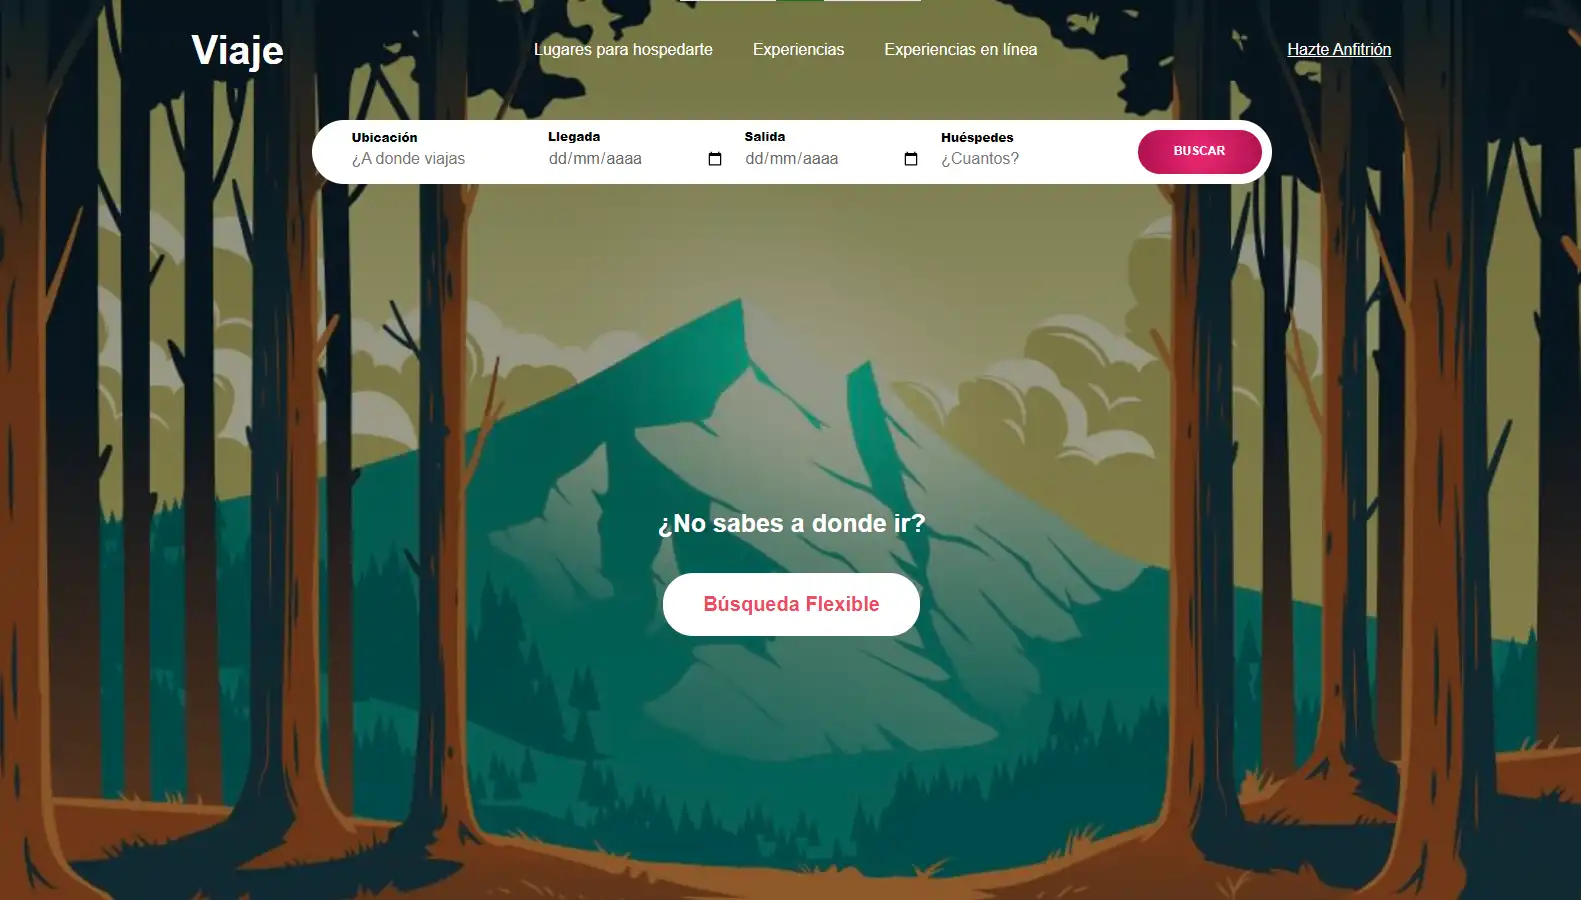 Viaje
Lugares para hospedarte
Experiencias
Experiencias en línea
Hazte Anfitrión
Ubicación
¿A donde viajas
Llegada
dd/mm/aaaa
Salida
dd/mm/aaaa
Huéspedes
¿Cuantos?
BUSCAR
¿No sabes a donde ir?
Búsqueda Flexible